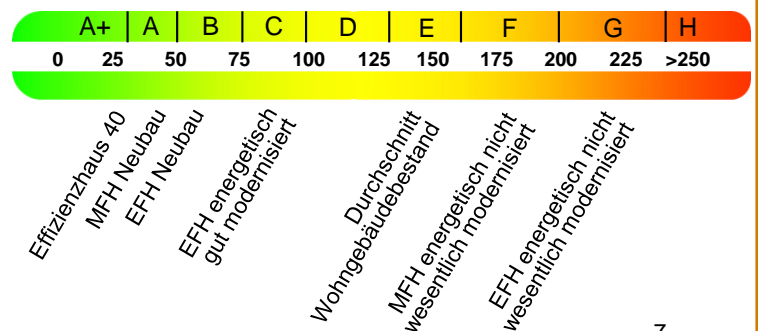 A+ A B C D E F G H
0 25 50 75 100 125 150 175 200 225 >250
Effizienzhaus 40
MFH Neubau
EFH Neubau
EFH energetisch
gut modernisiert
Durchschnitt
Wohngebäudebestand
MFH energetisch nicht
wesentlich modernisiert
EFH energetisch nicht
wesentlich modernisiert